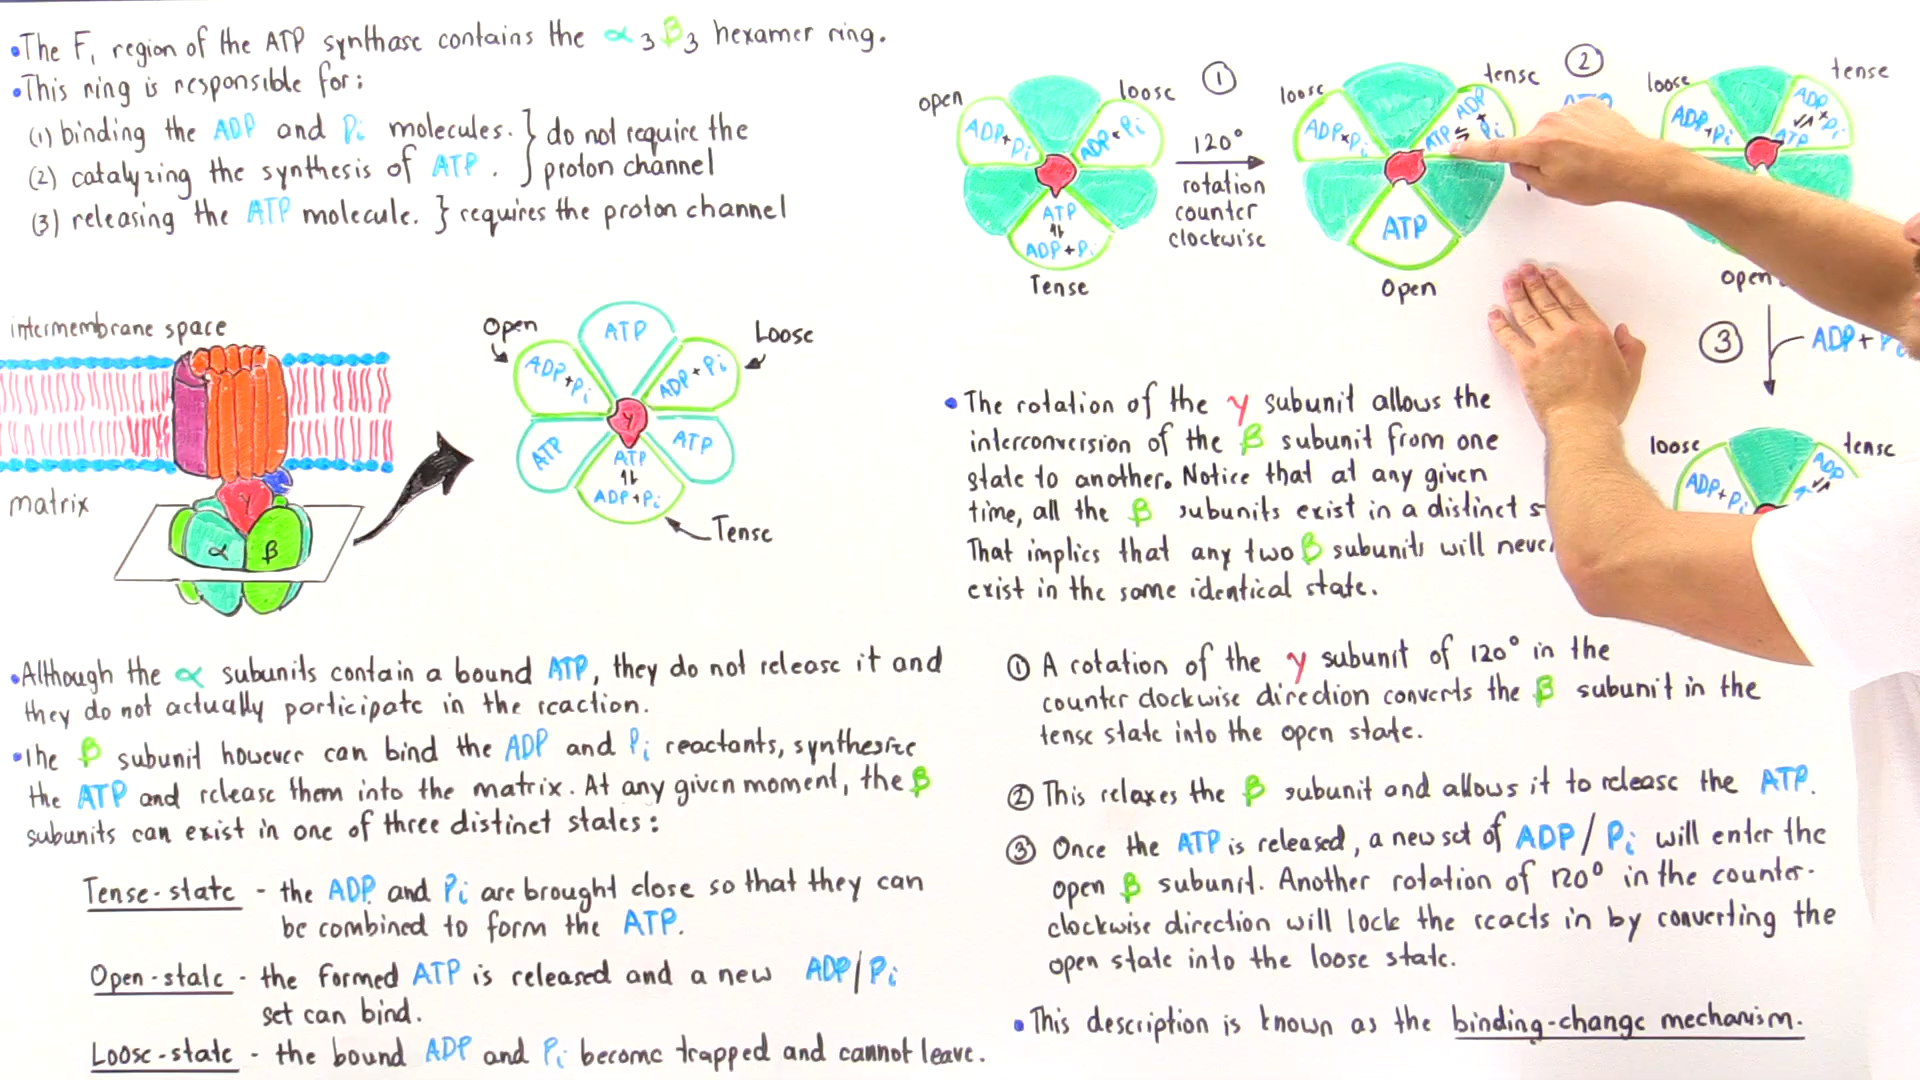 •The F1 region of the ATP synthase contains the α3β3 hexamer ring.
•This ring is responsible for:
(1) binding the ADP and Pi molecules. } do not require the
(2) catalyzing the synthesis of ATP. } proton channel
(3) releasing the ATP molecule. } requires the proton channel
intermembrane space
matrix
γ
α
β
Open
Loose
ATP
ADP+Pi
ADP+Pi
γ
ATP
ATP
ATP
⇅
ADP+Pi
Tense
•Although the α subunits contain a bound ATP, they do not release it and
they do not actually participate in the reaction.
•The β subunit however can bind the ADP and Pi reactants, synthesize
the ATP and release them into the matrix. At any given moment, the β
subunits can exist in one of three distinct states:
Tense-state - the ADP and Pi are brought close so that they can
be combined to form the ATP.
Open-state - the formed ATP is released and a new ADP/Pi
set can bind.
Loose-state - the bound ADP and Pi become trapped and cannot leave.
open
loose
ADP+Pi
ADP+Pi
ATP
⇅
ADP+Pi
Tense
①
120°
rotation
counter
clockwise
loose
tense
ADP+Pi
ADP
+
ATP ⇆ Pi
ATP
Open
②
loose
tense
ADP+Pi
ADP
+Pi
ATP
open
③
ADP+
loose
tense
ADP+Pi
ADP
•The rotation of the γ subunit allows the
interconversion of the β subunit from one
state to another. Notice that at any given
time, all the β subunits exist in a distinct s
That implies that any two β subunits will never
exist in the same identical state.
① A rotation of the γ subunit of 120° in the
counter clockwise direction converts the β subunit in the
tense state into the open state.
② This relaxes the β subunit and allows it to release the ATP.
③ Once the ATP is released, a new set of ADP/Pi will enter the
open β subunit. Another rotation of 120° in the counter-
clockwise direction will lock the reacts in by converting the
open state into the loose state.
•This description is known as the binding-change mechanism.